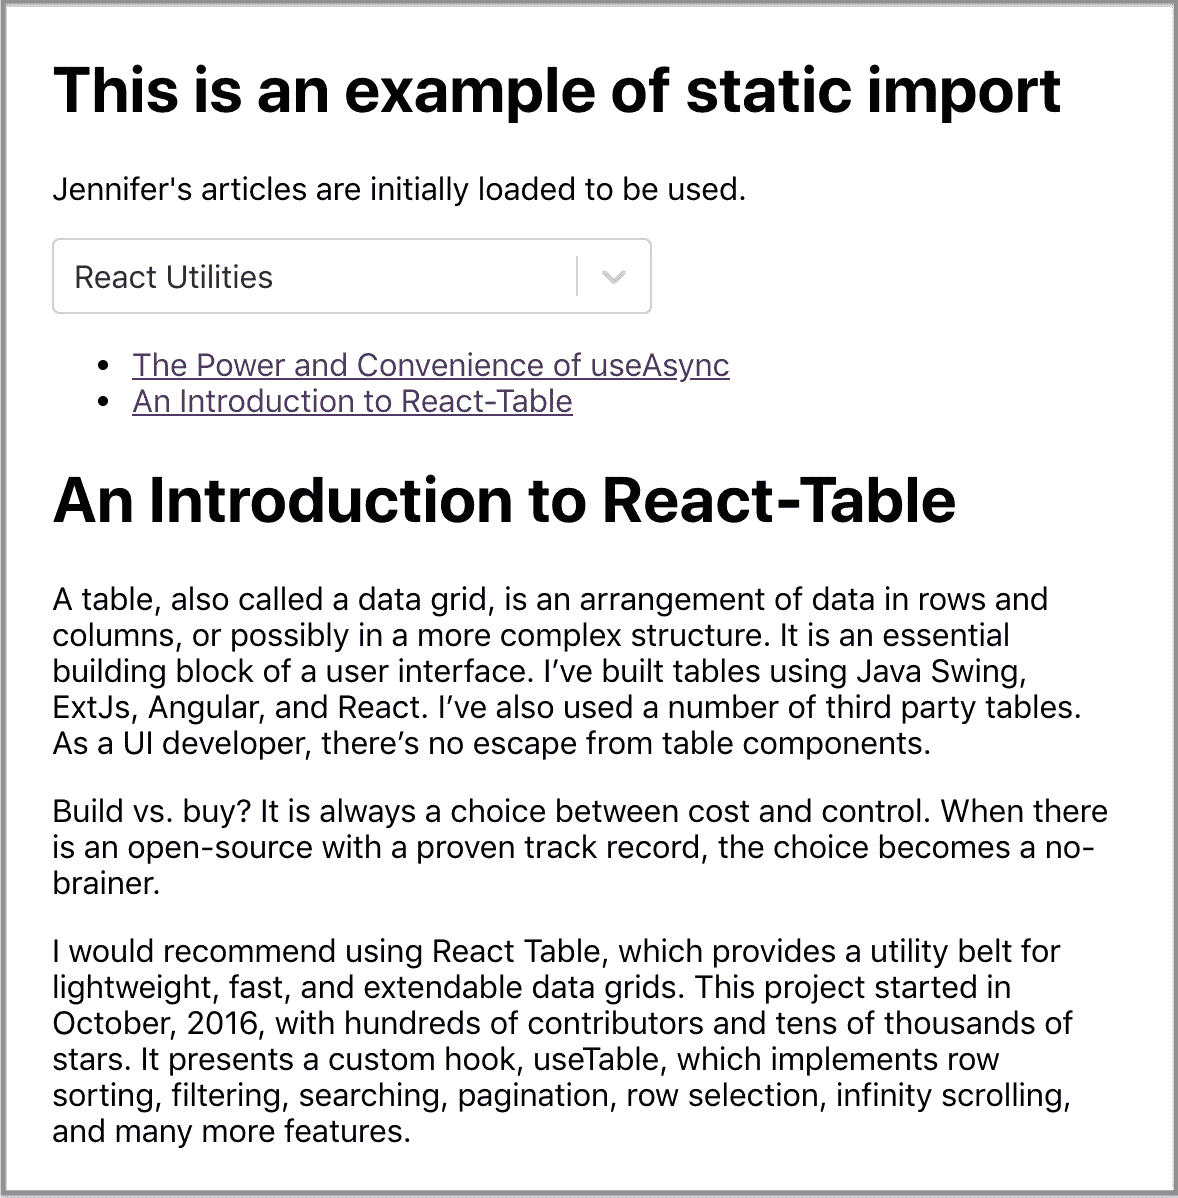 This is an example of static import
Jennifer's articles are initially loaded to be used.
React Utilities
The Power and Convenience of useAsync
An Introduction to React-Table
An Introduction to React-Table
A table, also called a data grid, is an arrangement of data in rows and
columns, or possibly in a more complex structure. It is an essential
building block of a user interface. I’ve built tables using Java Swing,
ExtJs, Angular, and React. I’ve also used a number of third party tables.
As a UI developer, there’s no escape from table components.
Build vs. buy? It is always a choice between cost and control. When there
is an open-source with a proven track record, the choice becomes a no-
brainer.
I would recommend using React Table, which provides a utility belt for
lightweight, fast, and extendable data grids. This project started in
October, 2016, with hundreds of contributors and tens of thousands of
stars. It presents a custom hook, useTable, which implements row
sorting, filtering, searching, pagination, row selection, infinity scrolling,
and many more features.